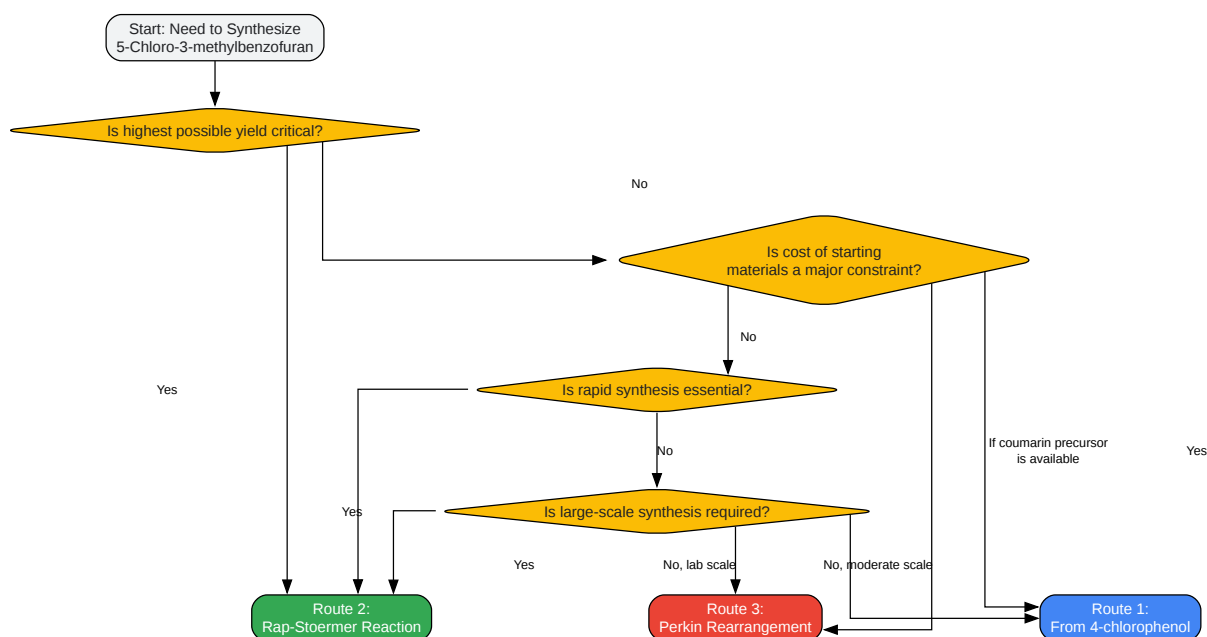 Start: Need to Synthesize
5-Chloro-3-methylbenzofuran
Is highest possible yield critical?
No
Is cost of starting
materials a major constraint?
No
Yes
Is rapid synthesis essential?
If coumarin precursor
is available
Yes
No
Yes
Is large-scale synthesis required?
Yes
No, lab scale
No, moderate scale
Route 2:
Rap-Stoermer Reaction
Route 3:
Perkin Rearrangement
Route 1:
From 4-chlorophenol